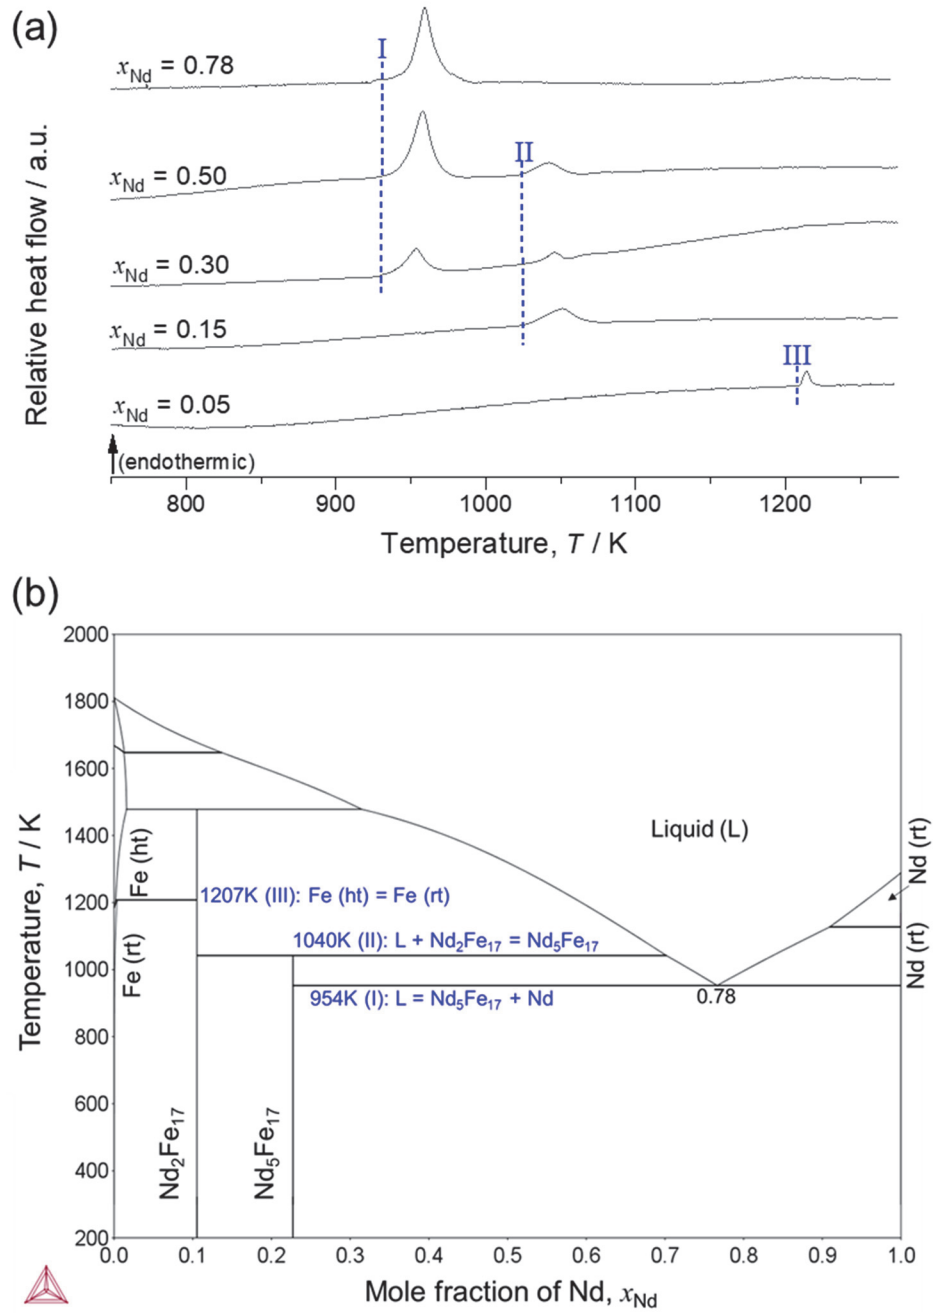 (a)
I
x_Nd = 0.78
II
x_Nd = 0.50
x_Nd = 0.30
x_Nd = 0.15
III
x_Nd = 0.05
(endothermic)
Relative heat flow / a.u.
800 900 1000 1100 1200
Temperature, T / K
(b)
2000
1800
1600
1400
1200
1000
800
600
400
200
Temperature, T / K
Liquid (L)
Fe (ht)
Fe (rt)
Nd (rt)
Nd (rt)
1207K (III): Fe (ht) = Fe (rt)
1040K (II): L + Nd₂Fe₁₇ = Nd₅Fe₁₇
954K (I): L = Nd₅Fe₁₇ + Nd
0.78
Nd₂Fe₁₇
Nd₅Fe₁₇
0.0 0.1 0.2 0.3 0.4 0.5 0.6 0.7 0.8 0.9 1.0
Mole fraction of Nd, x_Nd